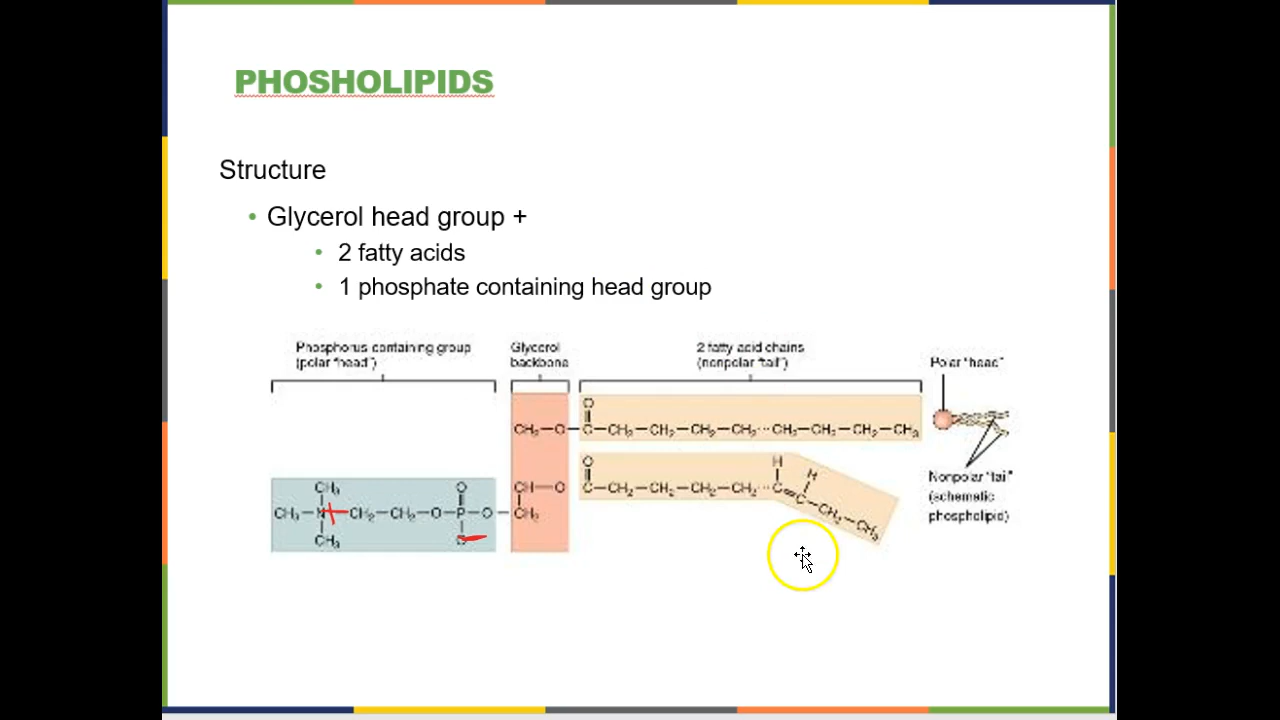 PHOSHOLIPIDS
Structure
• Glycerol head group +
• 2 fatty acids
• 1 phosphate containing head group
Phosphorus containing group
(polar "head")
Glycerol
backbone
2 fatty acid chains
(nonpolar "tail")
Polar "head"
O
CH₂—O—C—CH₂—CH₂—CH₂—CH₂···CH₂—CH₂—CH₂—CH₃
O H H
CH—O C—CH₂—CH₂—CH₂—CH₂···C=C—CH₂—CH₃
CH₃ O
CH₃—N+—CH₂—CH₂—O—P—O—CH₂
CH₃ O-
Nonpolar "tail"
(schematic
phospholipid)